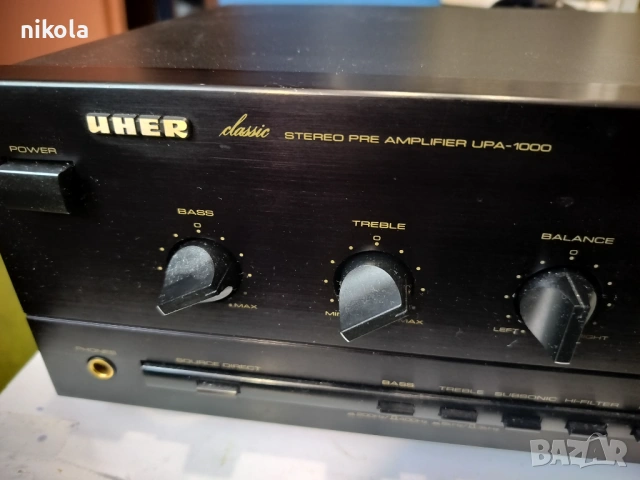 nikola
UHER classic STEREO PRE AMPLIFIER UPA-1000
POWER
BASS
0
MAX
TREBLE
0
MAX
BALANCE
0
LEFT
PHONES
SOURCE DIRECT
BASS TREBLE SUBSONIC HI-FILTER
BAZAR